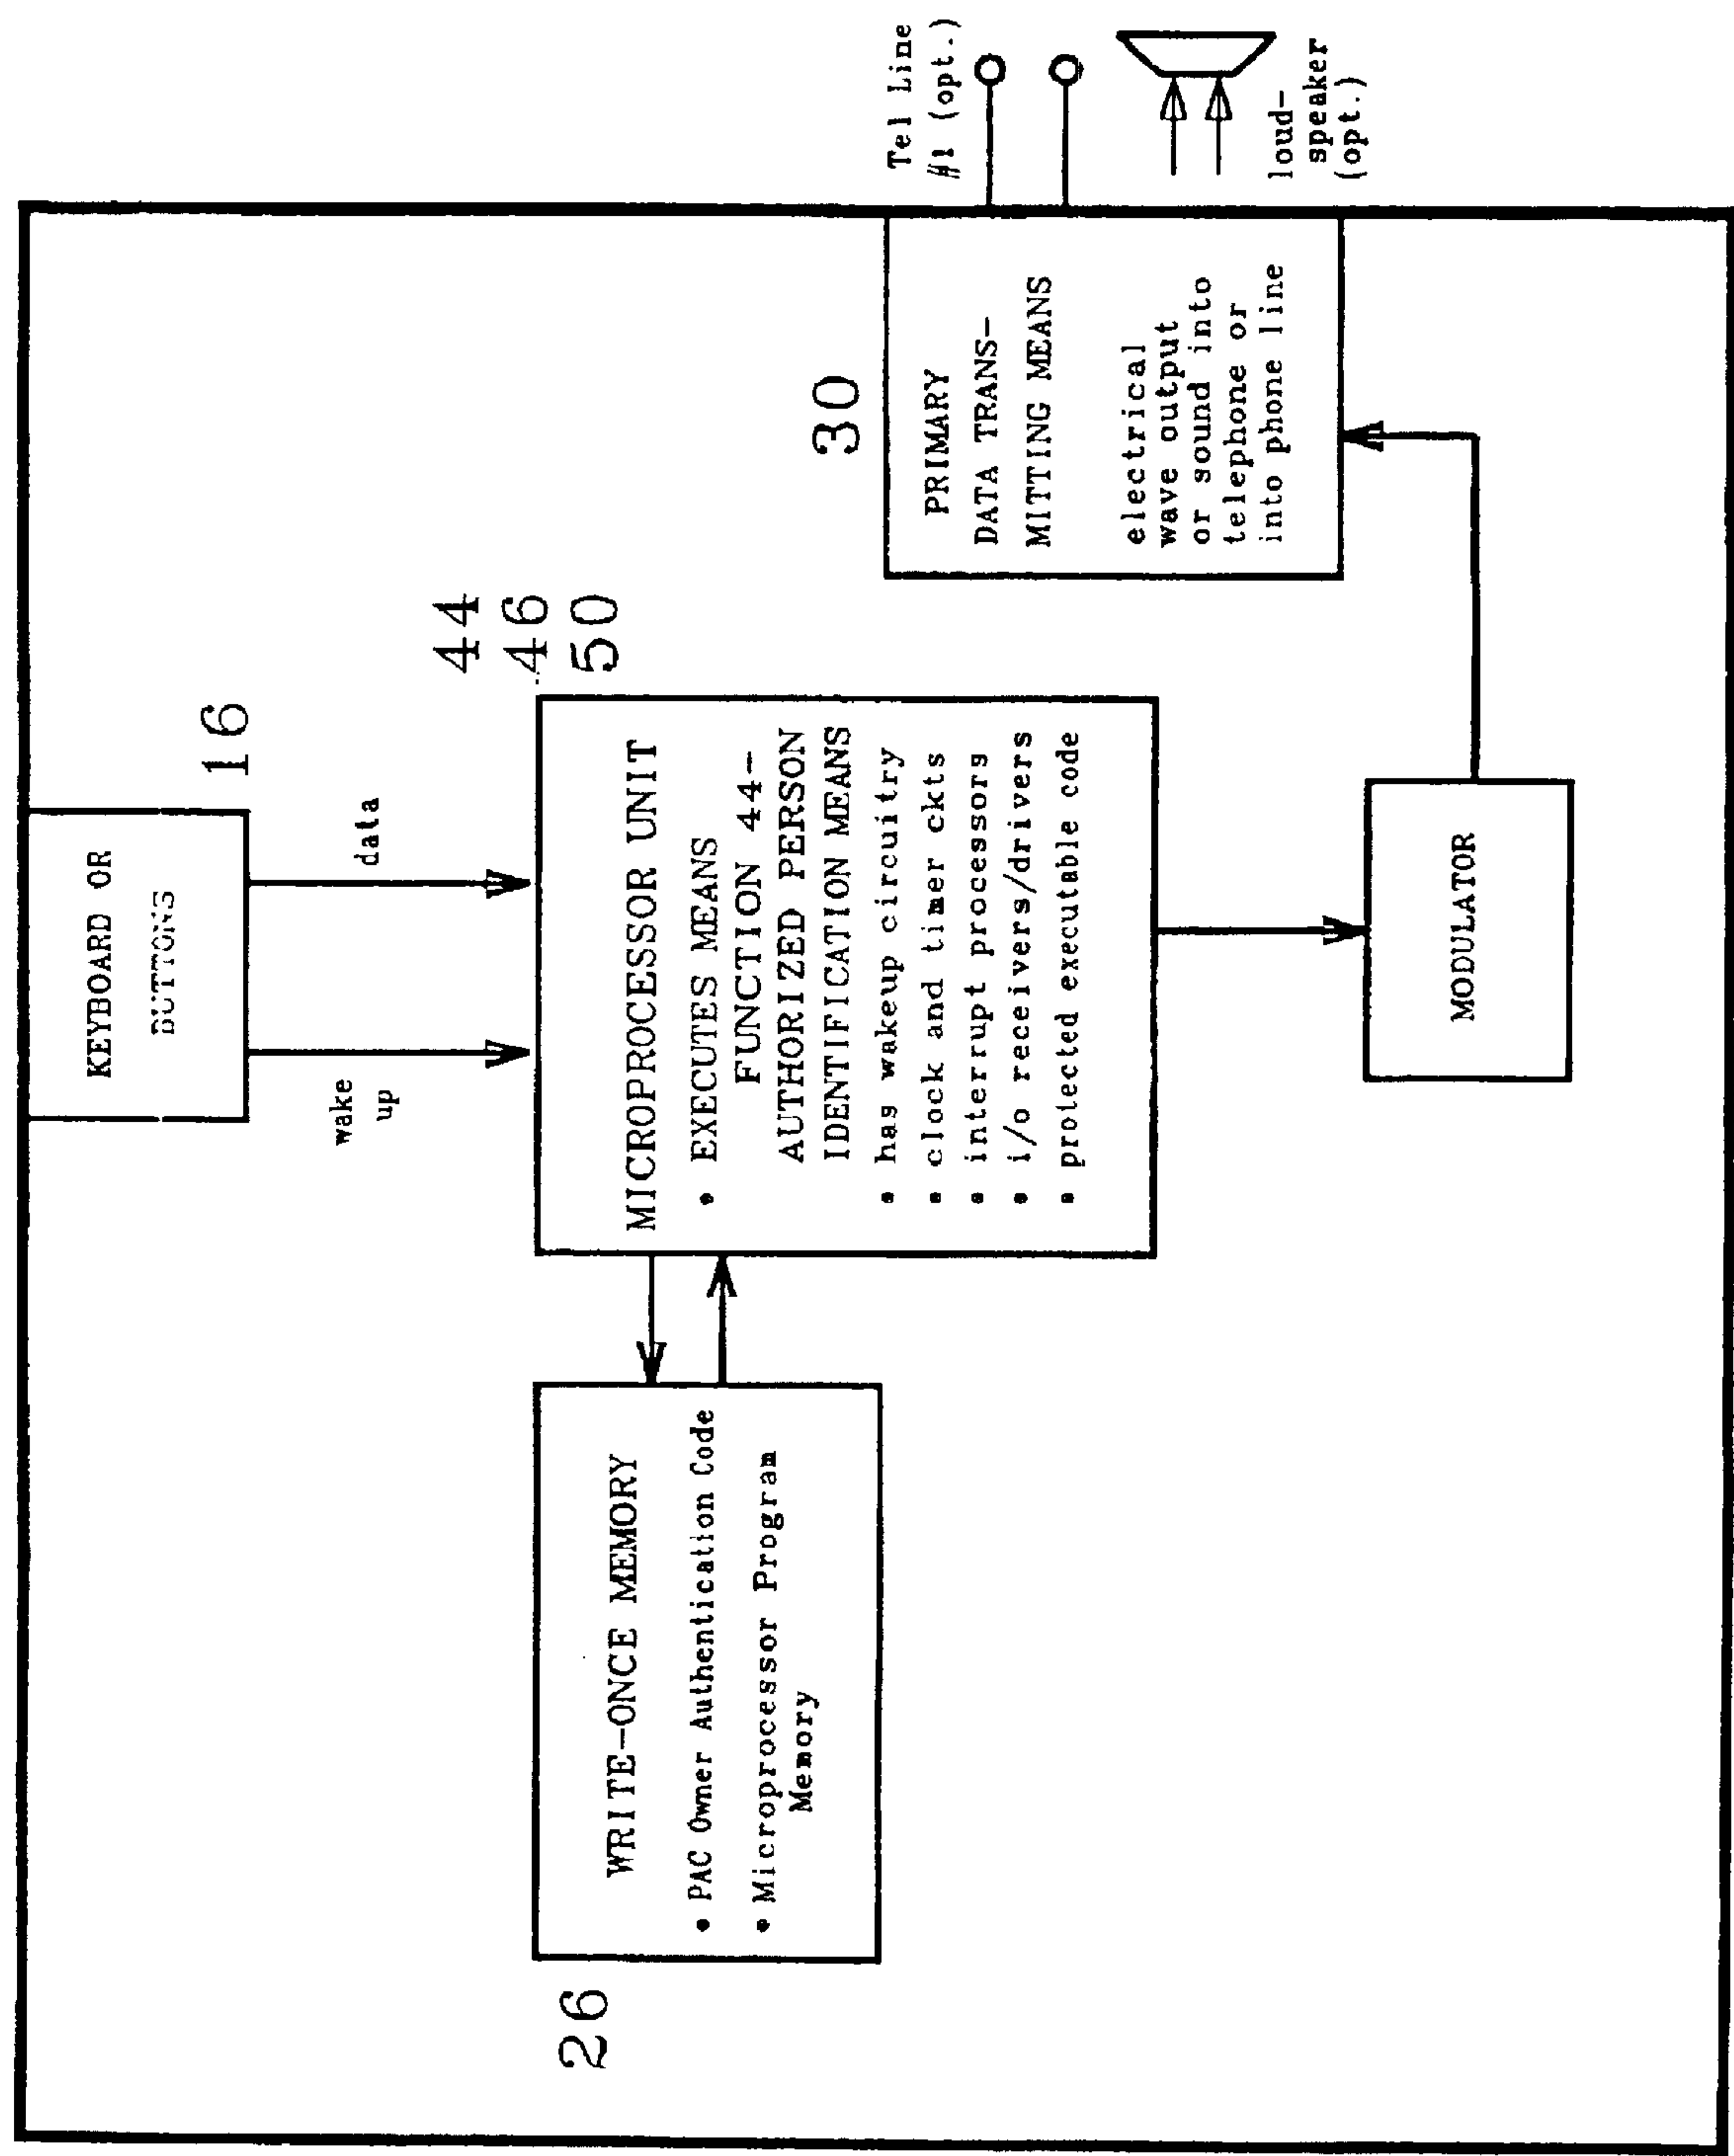 KEYBOARD OR
BUTTONS
16
wake
up
data
44
46
50
MICROPROCESSOR UNIT
• EXECUTES MEANS
FUNCTION 44-
AUTHORIZED PERSON
IDENTIFICATION MEANS
• has wakeup circuitry
• clock and timer ckts
• interrupt processors
• i/o receivers/drivers
• protected executable code
26
WRITE-ONCE MEMORY
• PAC Owner Authentication Code
• Microprocessor Program
Memory
MODULATOR
30
PRIMARY
DATA TRANS-
MITTING MEANS
electrical
wave output
or sound into
telephone or
into phone line
Tel Line
#1 (opt.)
loud-
speaker
(opt.)